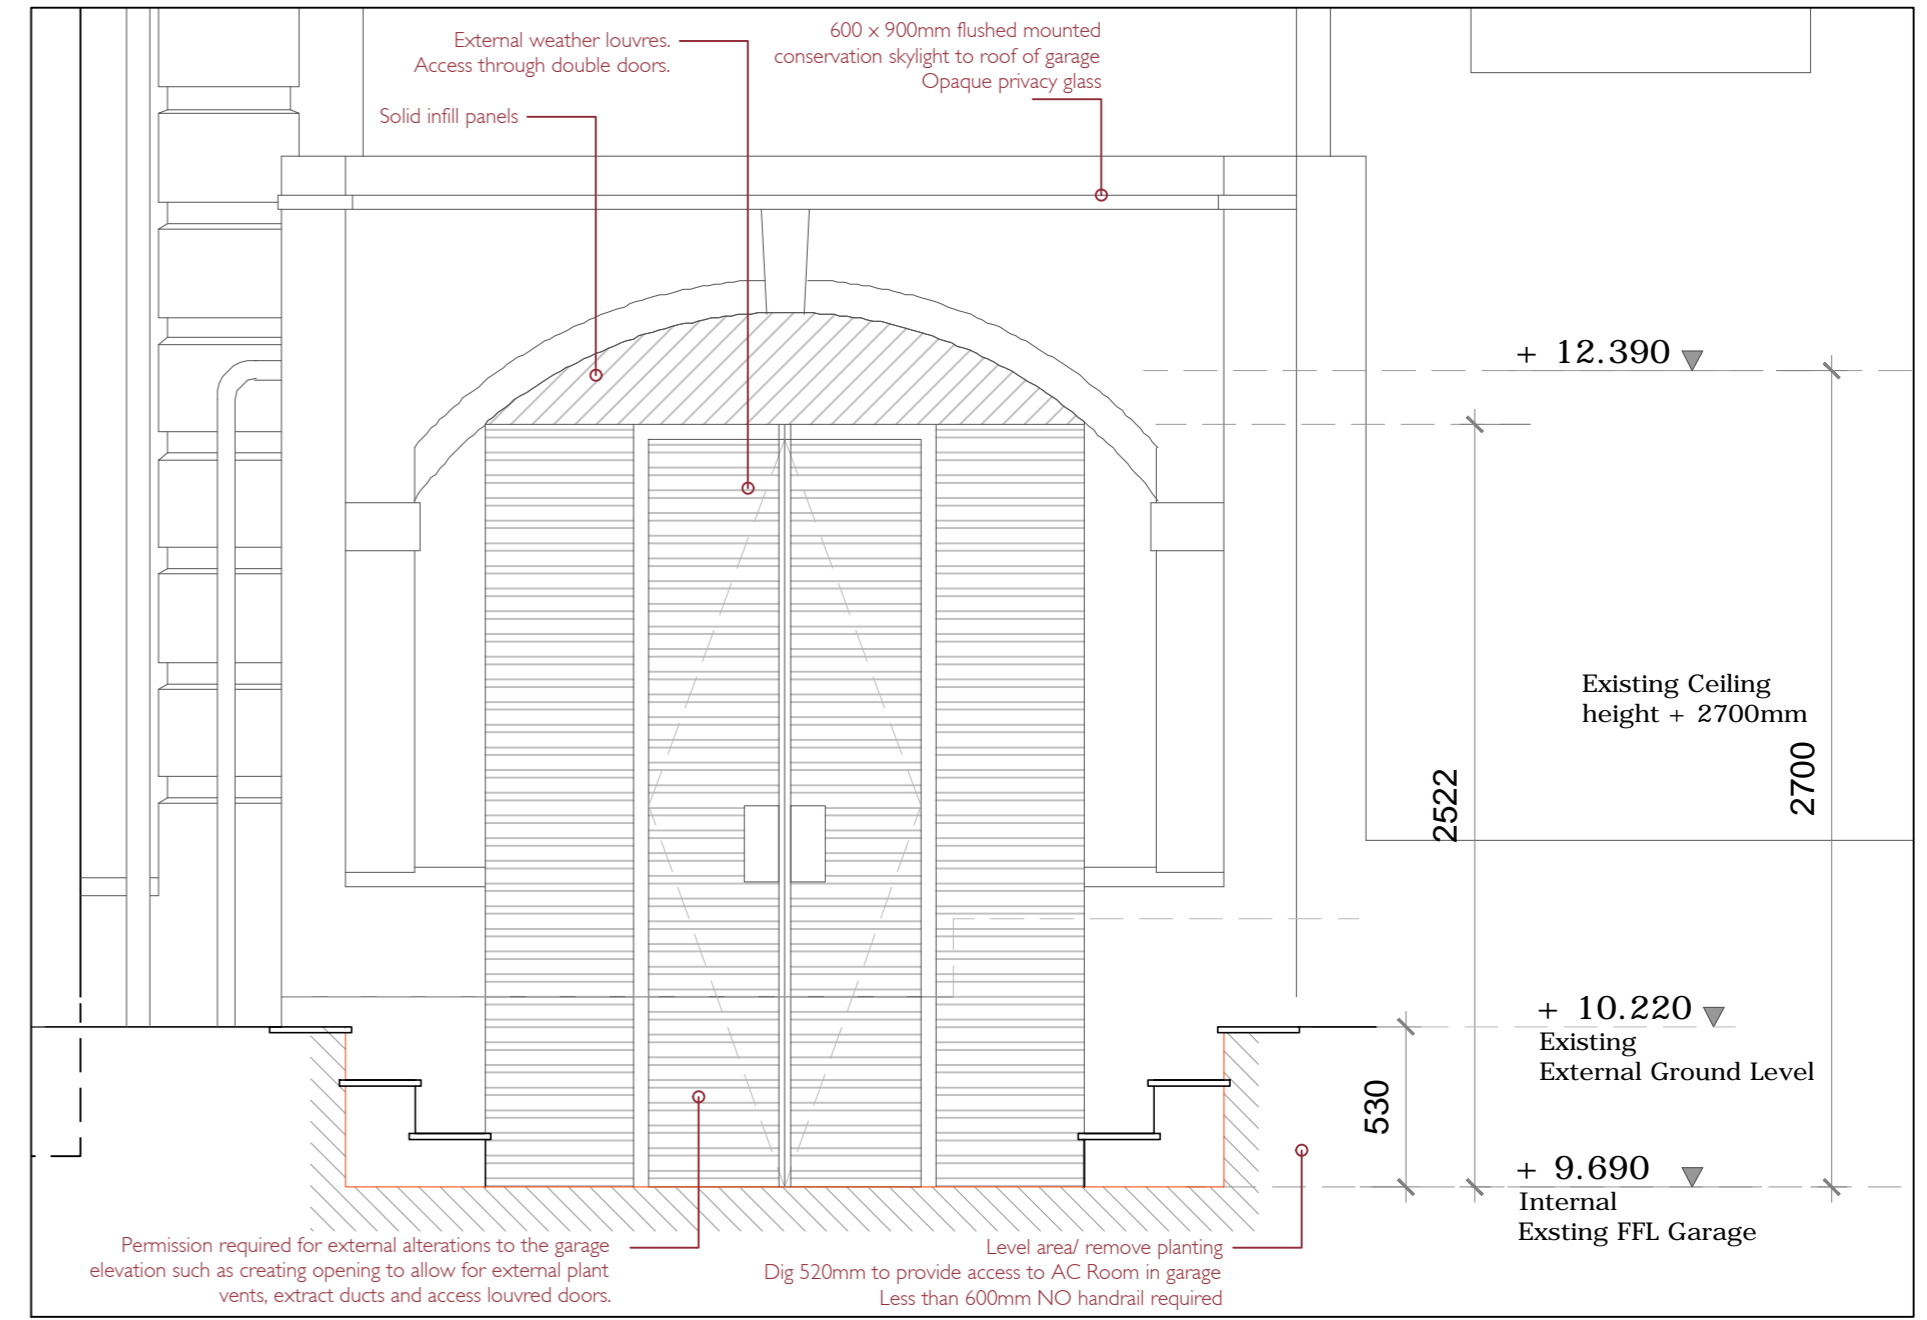 External weather louvres.
Access through double doors.
600 x 900mm flushed mounted
conservation skylight to roof of garage
Opaque privacy glass
Solid infill panels
+ 12.390
Existing Ceiling
height + 2700mm
2522
2700
+ 10.220
Existing
External Ground Level
530
+ 9.690
Internal
Exsting FFL Garage
Permission required for external alterations to the garage
elevation such as creating opening to allow for external plant
vents, extract ducts and access louvred doors.
Level area/ remove planting
Dig 520mm to provide access to AC Room in garage
Less than 600mm NO handrail required